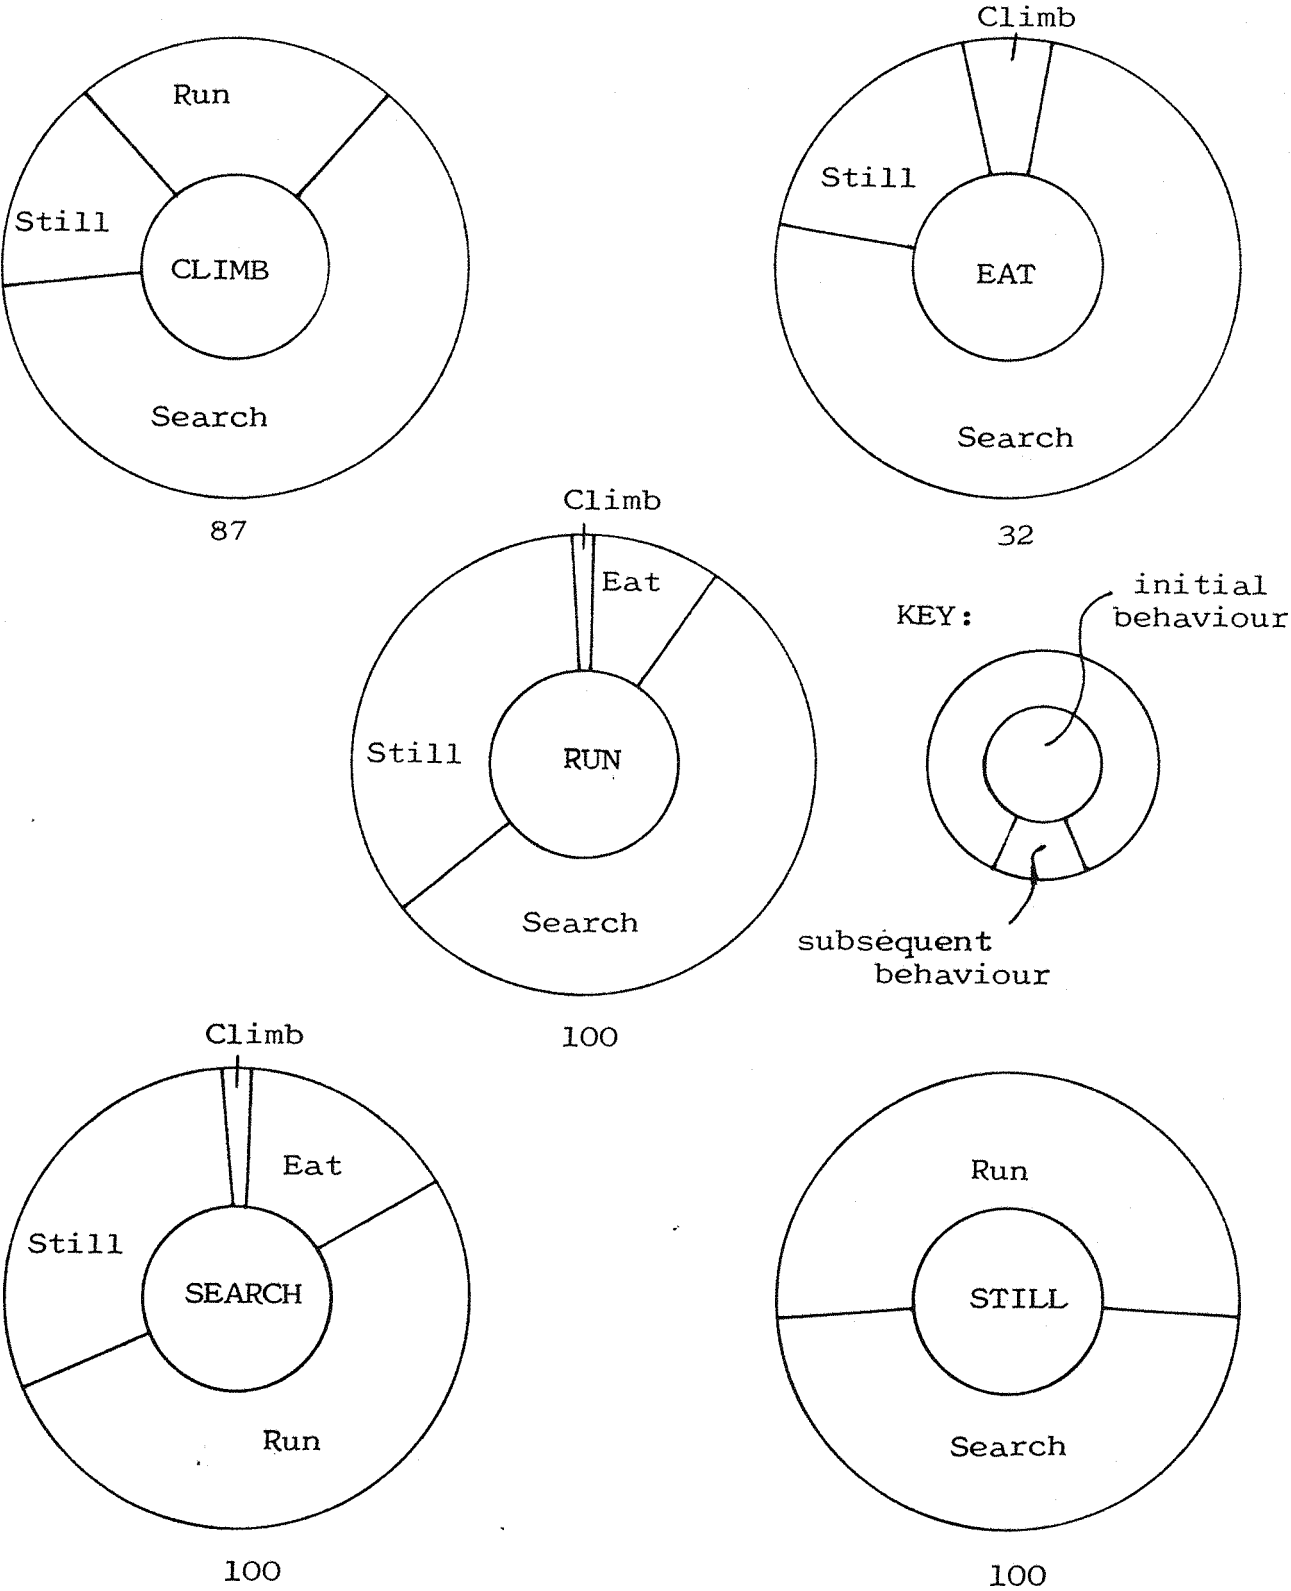 Climb
Run
Still
CLIMB
Search
87
Still
EAT
Search
32
Climb
Eat
Still
RUN
Search
100
KEY:
initial
behaviour
subsequent
behaviour
Climb
Eat
Still
SEARCH
Run
100
Run
STILL
Search
100